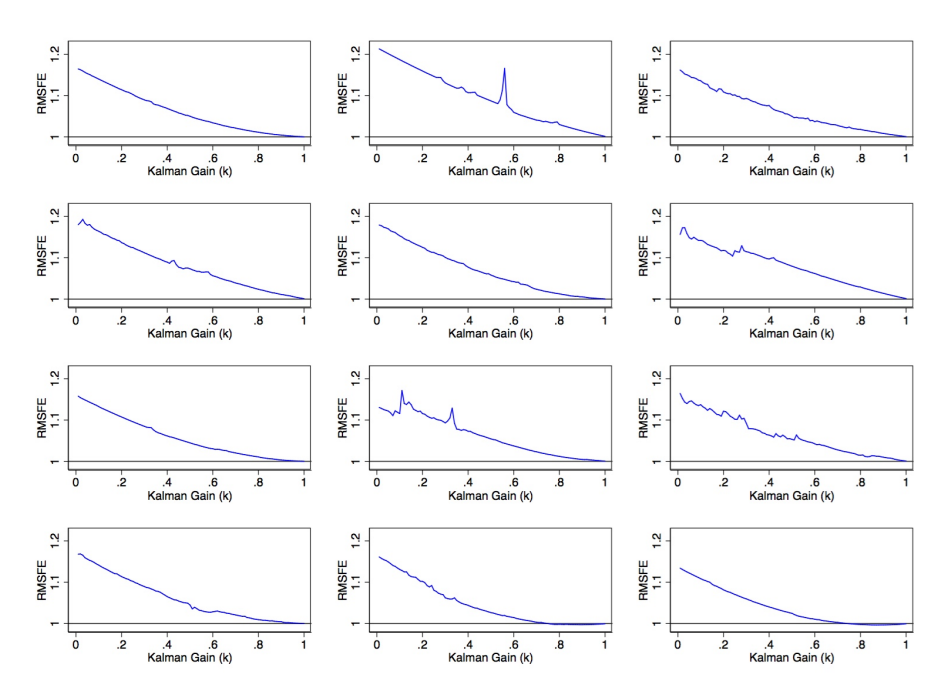 RMSFE
1 1.1 1.2
0 .2 .4 .6 .8 1
Kalman Gain (k)
RMSFE
1 1.1 1.2
0 .2 .4 .6 .8 1
Kalman Gain (k)
RMSFE
1 1.1 1.2
0 .2 .4 .6 .8 1
Kalman Gain (k)
RMSFE
1 1.1 1.2
0 .2 .4 .6 .8 1
Kalman Gain (k)
RMSFE
1 1.1 1.2
0 .2 .4 .6 .8 1
Kalman Gain (k)
RMSFE
1 1.1 1.2
0 .2 .4 .6 .8 1
Kalman Gain (k)
RMSFE
1 1.1 1.2
0 .2 .4 .6 .8 1
Kalman Gain (k)
RMSFE
1 1.1 1.2
0 .2 .4 .6 .8 1
Kalman Gain (k)
RMSFE
1 1.1 1.2
0 .2 .4 .6 .8 1
Kalman Gain (k)
RMSFE
1 1.1 1.2
0 .2 .4 .6 .8 1
Kalman Gain (k)
RMSFE
1 1.1 1.2
0 .2 .4 .6 .8 1
Kalman Gain (k)
RMSFE
1 1.1 1.2
0 .2 .4 .6 .8 1
Kalman Gain (k)